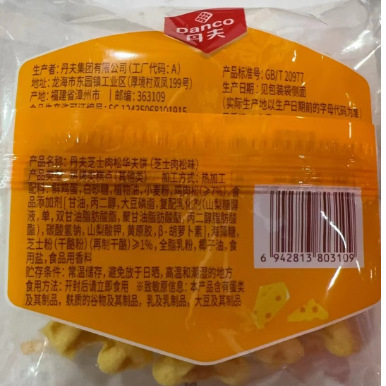 Danco
丹夫
生产者: 丹夫集团有限公司 (工厂代码: A)
地址: 龙海市东园镇工业区(厚境村双凤199号)
产地: 福建省漳州市 | 邮编: 363109
产品标准号: GB/T 20977
生产日期: 见包装袋侧面
(实际生产地以生产日期前的字母代码为准)
产品名称: 丹夫芝士肉松华夫饼 (芝士肉松味)
加工方式: 热加工
配料: 鲜鸡蛋, 白砂糖, 植物油, 小麦粉, 鸡肉松(≥7%), 食
品添加剂(甘油, 丙二醇, 大豆磷脂, 复配乳化剂(山梨糖醇
液, 单, 双甘油脂肪酸酯, 聚甘油脂肪酸酯, 丙二醇脂肪酸
酯), 碳酸氢钠, 山梨酸钾, 黄原胶, β-胡萝卜素), 海藻糖,
芝士粉(干酪粉)(再制干酪)≥1%, 全脂乳粉, 椰子油, 食
用盐, 食品用香料
贮存条件: 常温储存, 避免放于日晒, 高温和潮湿的地方
食用方法: 开封后请立即食用 ※致敏原信息: 本产品含有蛋类
及其制品, 麸质的谷物及其制品, 乳及乳制品, 大豆及其制品
6 942813 803109